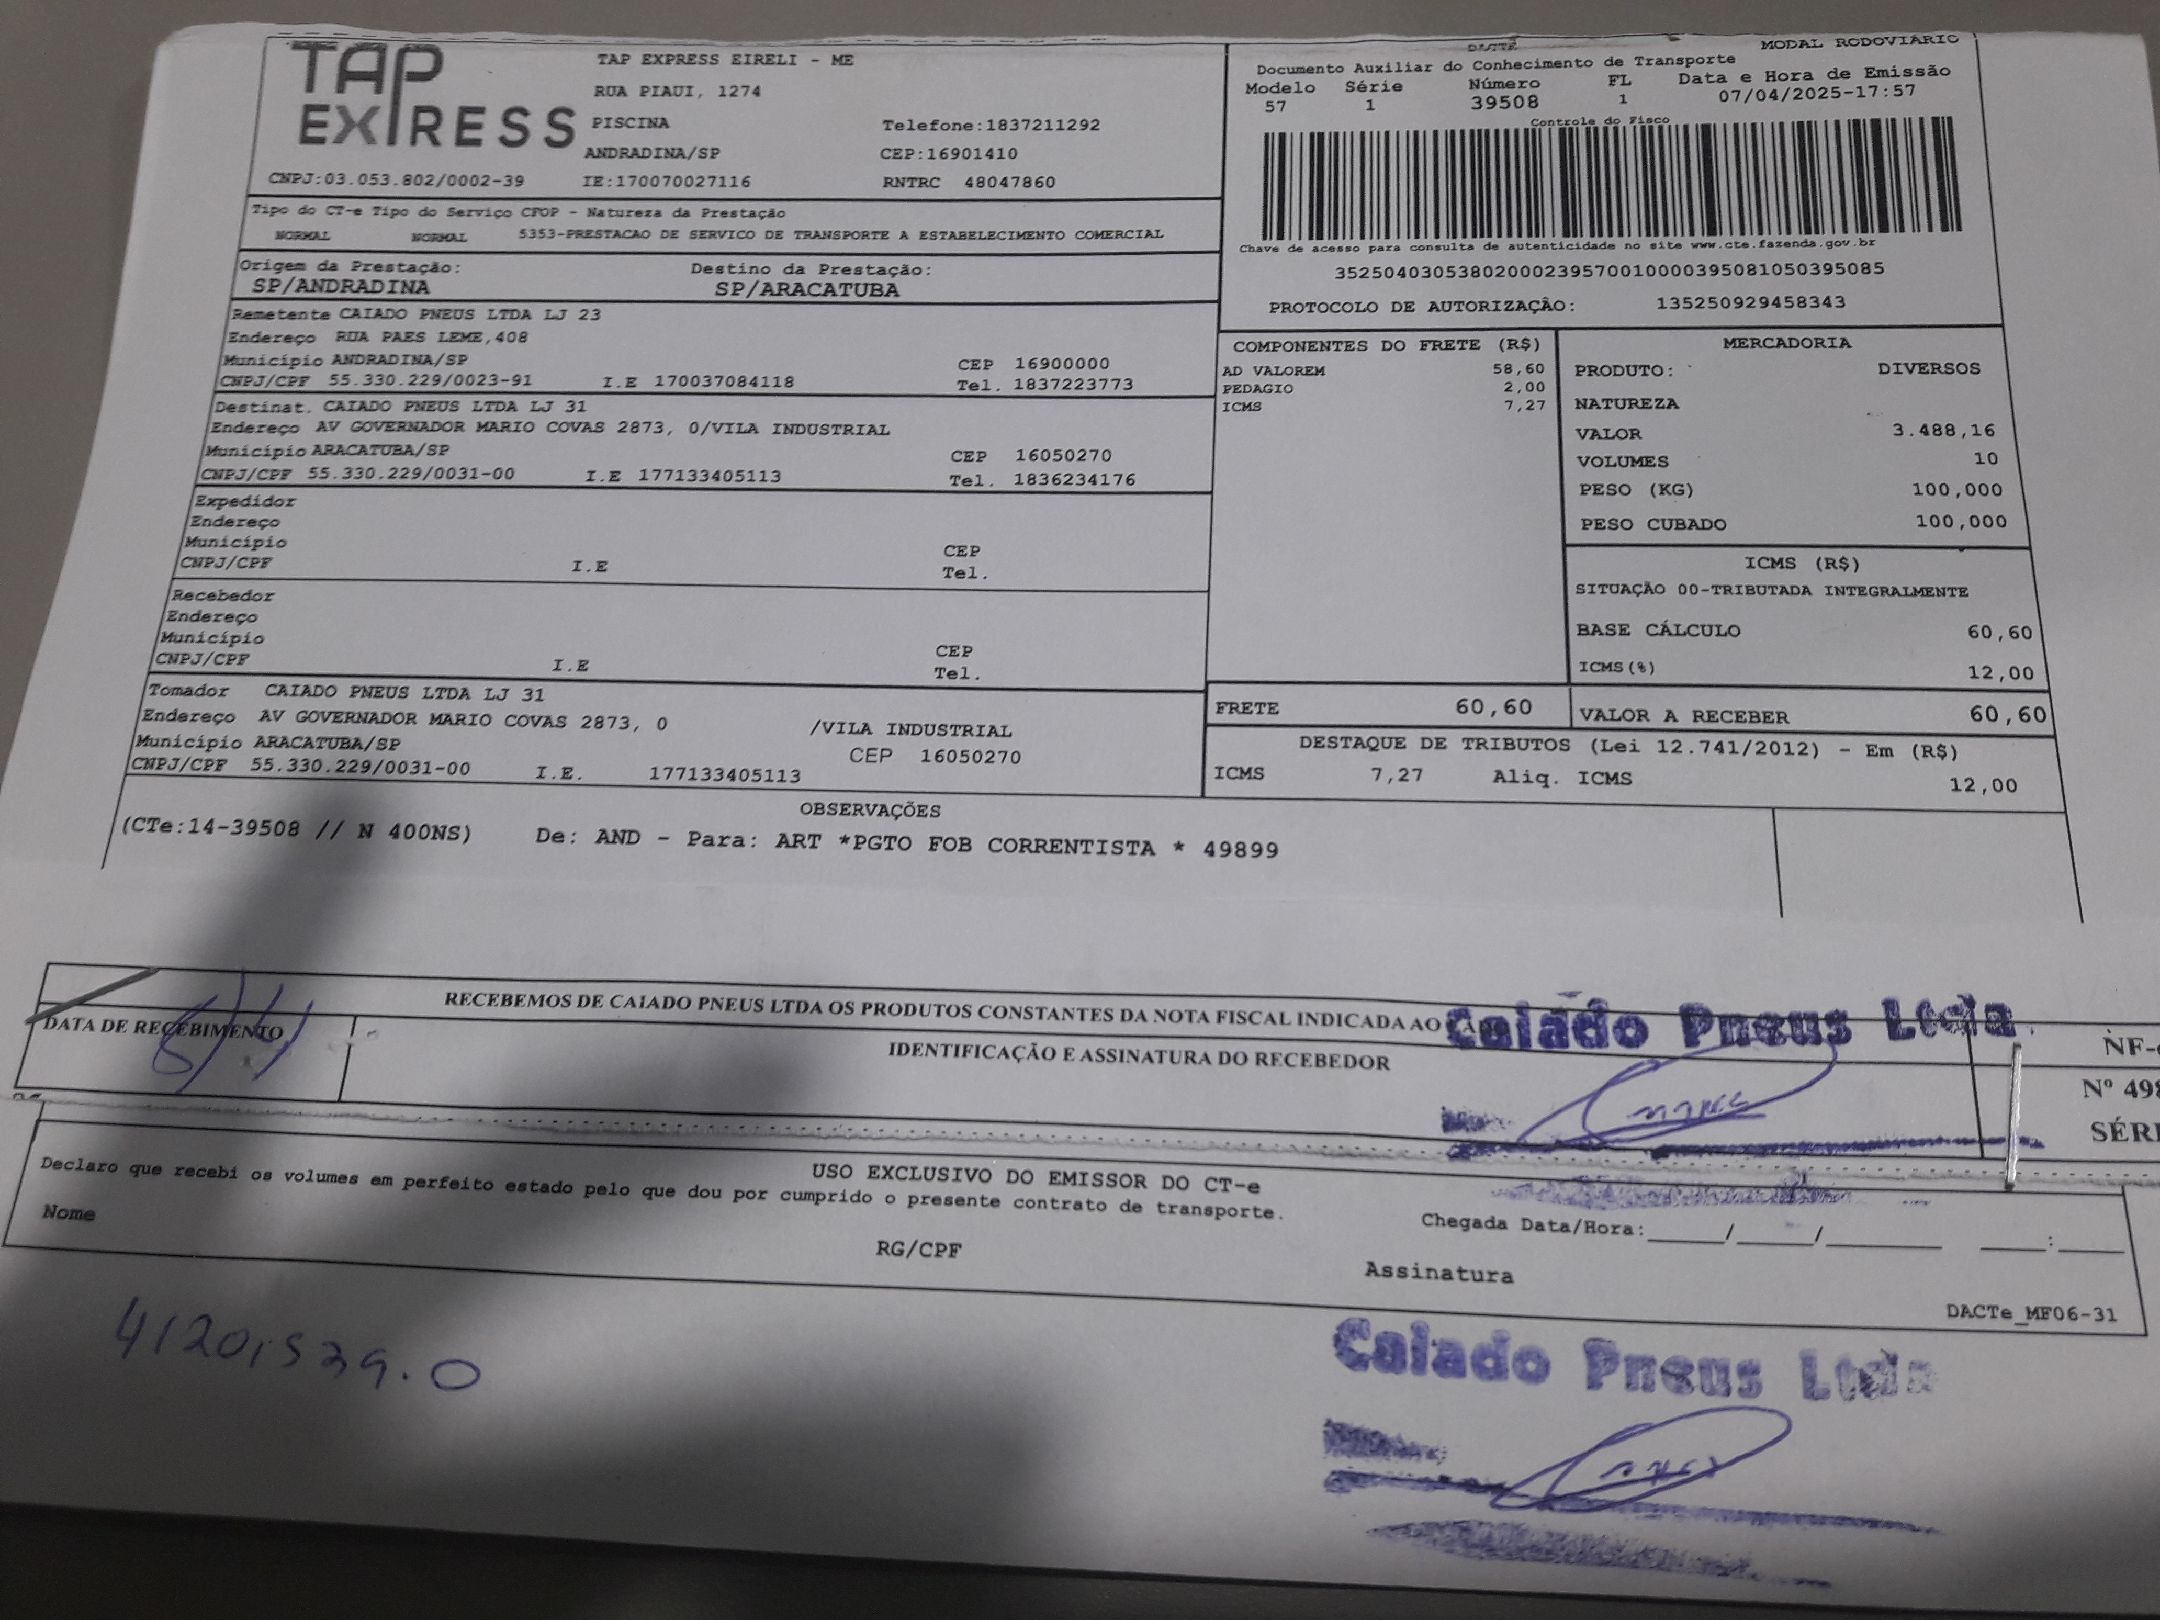 TAP
EXPRESS
TAP EXPRESS EIRELI - ME
RUA PIAUI, 1274
PISCINA Telefone:1837211292
ANDRADINA/SP CEP:16901410
CNPJ:03.053.802/0002-39 IE:170070027116 RNTRC 48047860
DACTE MODAL RODOVIÁRIO
Documento Auxiliar do Conhecimento de Transporte
Modelo Série Número FL Data e Hora de Emissão
57 1 39508 1 07/04/2025-17:57
Controle do Fisco
Chave de acesso para consulta de autenticidade no site www.cte.fazenda.gov.br
35250403053802000239570010000395081050395085
PROTOCOLO DE AUTORIZAÇÃO: 135250929458343
Tipo do CT-e Tipo do Serviço CFOP - Natureza da Prestação
NORMAL NORMAL 5353-PRESTACAO DE SERVICO DE TRANSPORTE A ESTABELECIMENTO COMERCIAL
Origem da Prestação: Destino da Prestação:
SP/ANDRADINA SP/ARACATUBA
Remetente CAIADO PNEUS LTDA LJ 23
Endereço RUA PAES LEME,408
Município ANDRADINA/SP CEP 16900000
CNPJ/CPF 55.330.229/0023-91 I.E 170037084118 Tel. 1837223773
Destinat. CAIADO PNEUS LTDA LJ 31
Endereço AV GOVERNADOR MARIO COVAS 2873, 0/VILA INDUSTRIAL
Município ARACATUBA/SP CEP 16050270
CNPJ/CPF 55.330.229/0031-00 I.E 177133405113 Tel. 1836234176
Expedidor
Endereço
Município CEP
CNPJ/CPF I.E Tel.
Recebedor
Endereço
Município CEP
CNPJ/CPF I.E Tel.
Tomador CAIADO PNEUS LTDA LJ 31
Endereço AV GOVERNADOR MARIO COVAS 2873, 0 /VILA INDUSTRIAL
Município ARACATUBA/SP CEP 16050270
CNPJ/CPF 55.330.229/0031-00 I.E. 177133405113
COMPONENTES DO FRETE (R$)
AD VALOREM 58,60
PEDAGIO 2,00
ICMS 7,27
MERCADORIA
PRODUTO: DIVERSOS
NATUREZA
VALOR 3.488,16
VOLUMES 10
PESO (KG) 100,000
PESO CUBADO 100,000
ICMS (R$)
SITUAÇÃO 00-TRIBUTADA INTEGRALMENTE
BASE CÁLCULO 60,60
ICMS(%) 12,00
FRETE 60,60 VALOR A RECEBER 60,60
DESTAQUE DE TRIBUTOS (Lei 12.741/2012) - Em (R$)
ICMS 7,27 Aliq. ICMS 12,00
OBSERVAÇÕES
(CTe:14-39508 // N 400NS) De: AND - Para: ART *PGTO FOB CORRENTISTA * 49899
RECEBEMOS DE CAIADO PNEUS LTDA OS PRODUTOS CONSTANTES DA NOTA FISCAL INDICADA AO LADO
Caiado Pneus Ltda
DATA DE RECEBIMENTO
8/4
IDENTIFICAÇÃO E ASSINATURA DO RECEBEDOR
NF-e
Nº 498
SÉRI
USO EXCLUSIVO DO EMISSOR DO CT-e
Declaro que recebi os volumes em perfeito estado pelo que dou por cumprido o presente contrato de transporte.
Nome RG/CPF Assinatura
Chegada Data/Hora:_____/_____/_______ ____:____
DACTe_MF06-31
4120,539.0
Caiado Pneus Ltda